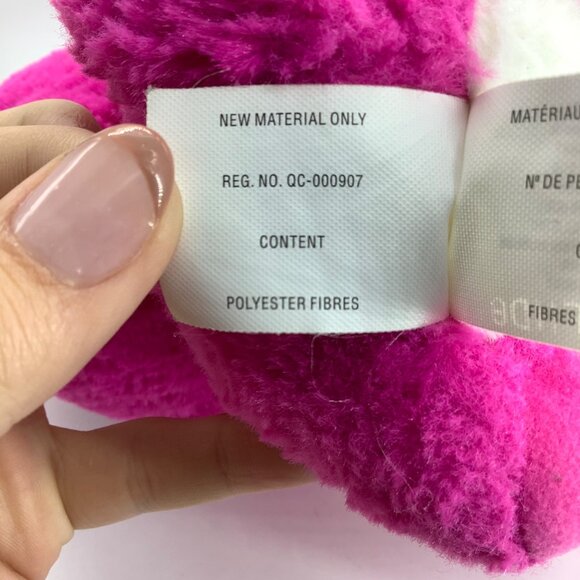 NEW MATERIAL ONLY
REG. NO. QC-000907
CONTENT
POLYESTER FIBRES
MATÉRIAU
Nº DE PE
FIBRES